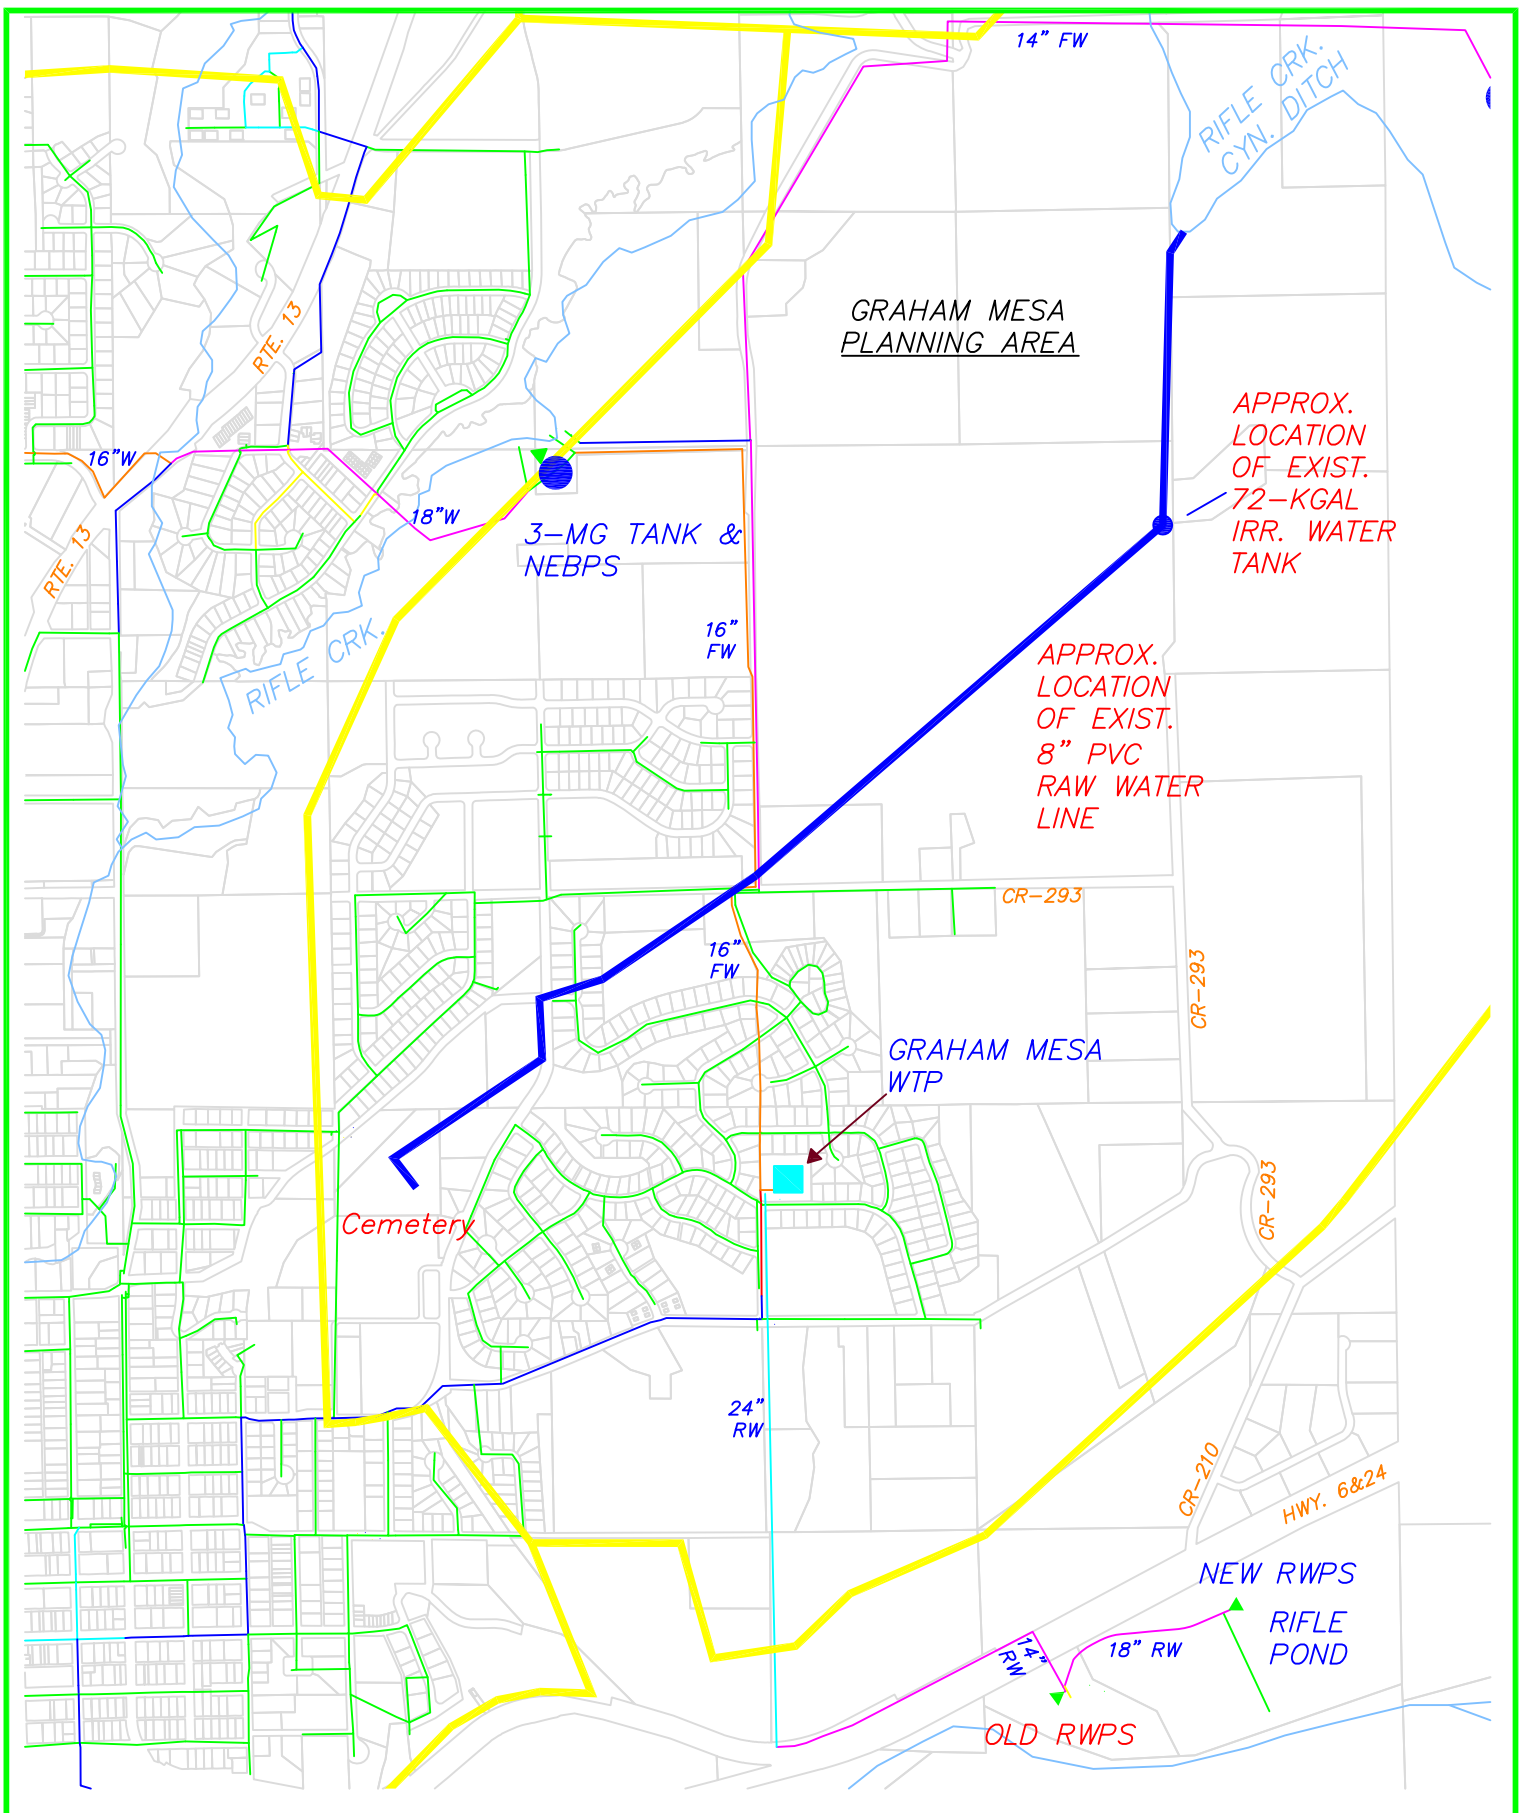 14” FW
RIFLE CRK.
CYN. DITCH
RTE. 13
GRAHAM MESA
PLANNING AREA
APPROX.
LOCATION
OF EXIST.
72-KGAL
IRR. WATER
TANK
16”W
18”W
3-MG TANK &
NEBPS
RTE. 13
RIFLE CRK.
16”
FW
APPROX.
LOCATION
OF EXIST.
8” PVC
RAW WATER
LINE
CR-293
16”
FW
CR-293
GRAHAM MESA
WTP
CR-293
Cemetery
24”
RW
CR-210
HWY. 6&24
NEW RWPS
RIFLE
POND
14”
RW
18” RW
OLD RWPS